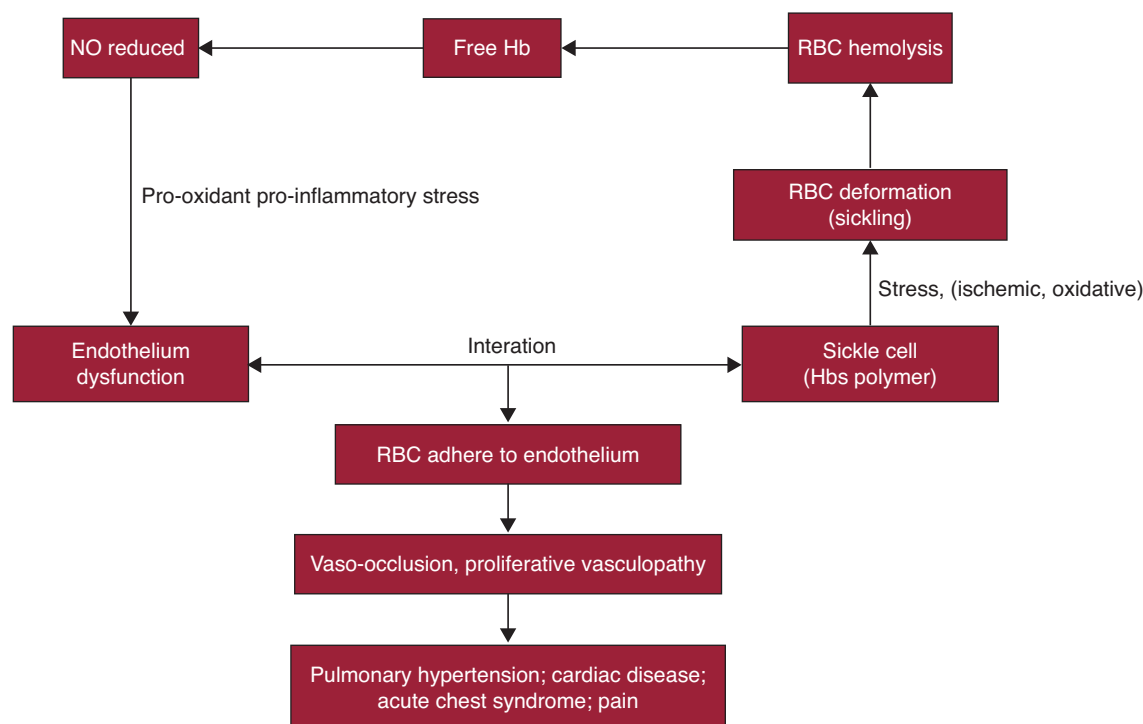 NO reduced
Free Hb
RBC hemolysis
Pro-oxidant pro-inflammatory stress
RBC deformation
(sickling)
Stress, (ischemic, oxidative)
Endothelium
dysfunction
Interation
Sickle cell
(Hbs polymer)
RBC adhere to endothelium
Vaso-occlusion, proliferative vasculopathy
Pulmonary hypertension; cardiac disease;
acute chest syndrome; pain